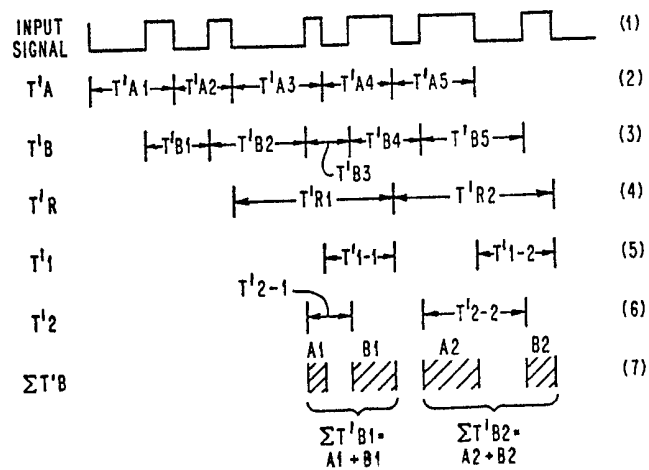 INPUT SIGNAL (1)
T'A T'A1 T'A2 T'A3 T'A4 T'A5 (2)
T'B T'B1 T'B2 T'B4 T'B5 (3)
T'B3
T'R T'R1 T'R2 (4)
T'1 T'1-1 T'1-2 (5)
T'2-1
T'2 T'2-2 (6)
A1 B1 A2 B2 (7)
ΣT'B
ΣT'B1= ΣT'B2=
A1+B1 A2+B2